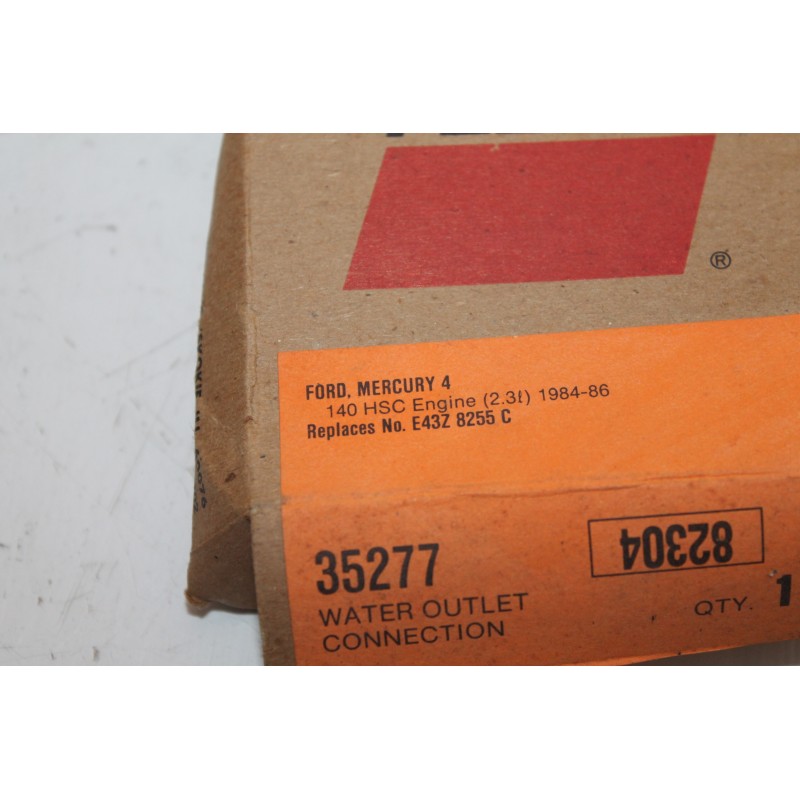 ®
FORD, MERCURY 4
140 HSC Engine (2.3ℓ) 1984-86
Replaces No. E43Z 8255 C
35277
82304
WATER OUTLET
CONNECTION
QTY. 1